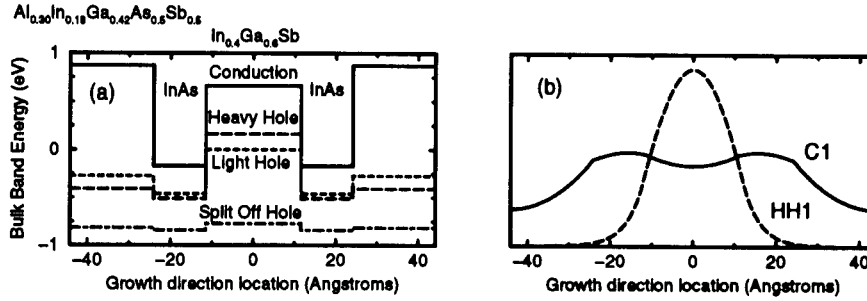 Al0.30In0.18Ga0.42As0.5Sb0.5
In0.4Ga0.6Sb
1
0
−1
Bulk Band Energy (eV)
(a)
Conduction
InAs
InAs
Heavy Hole
Light Hole
Split Off Hole
−40
−20
0
20
40
Growth direction location (Angstroms)
(b)
C1
HH1
−40
−20
0
20
40
Growth direction location (Angstroms)